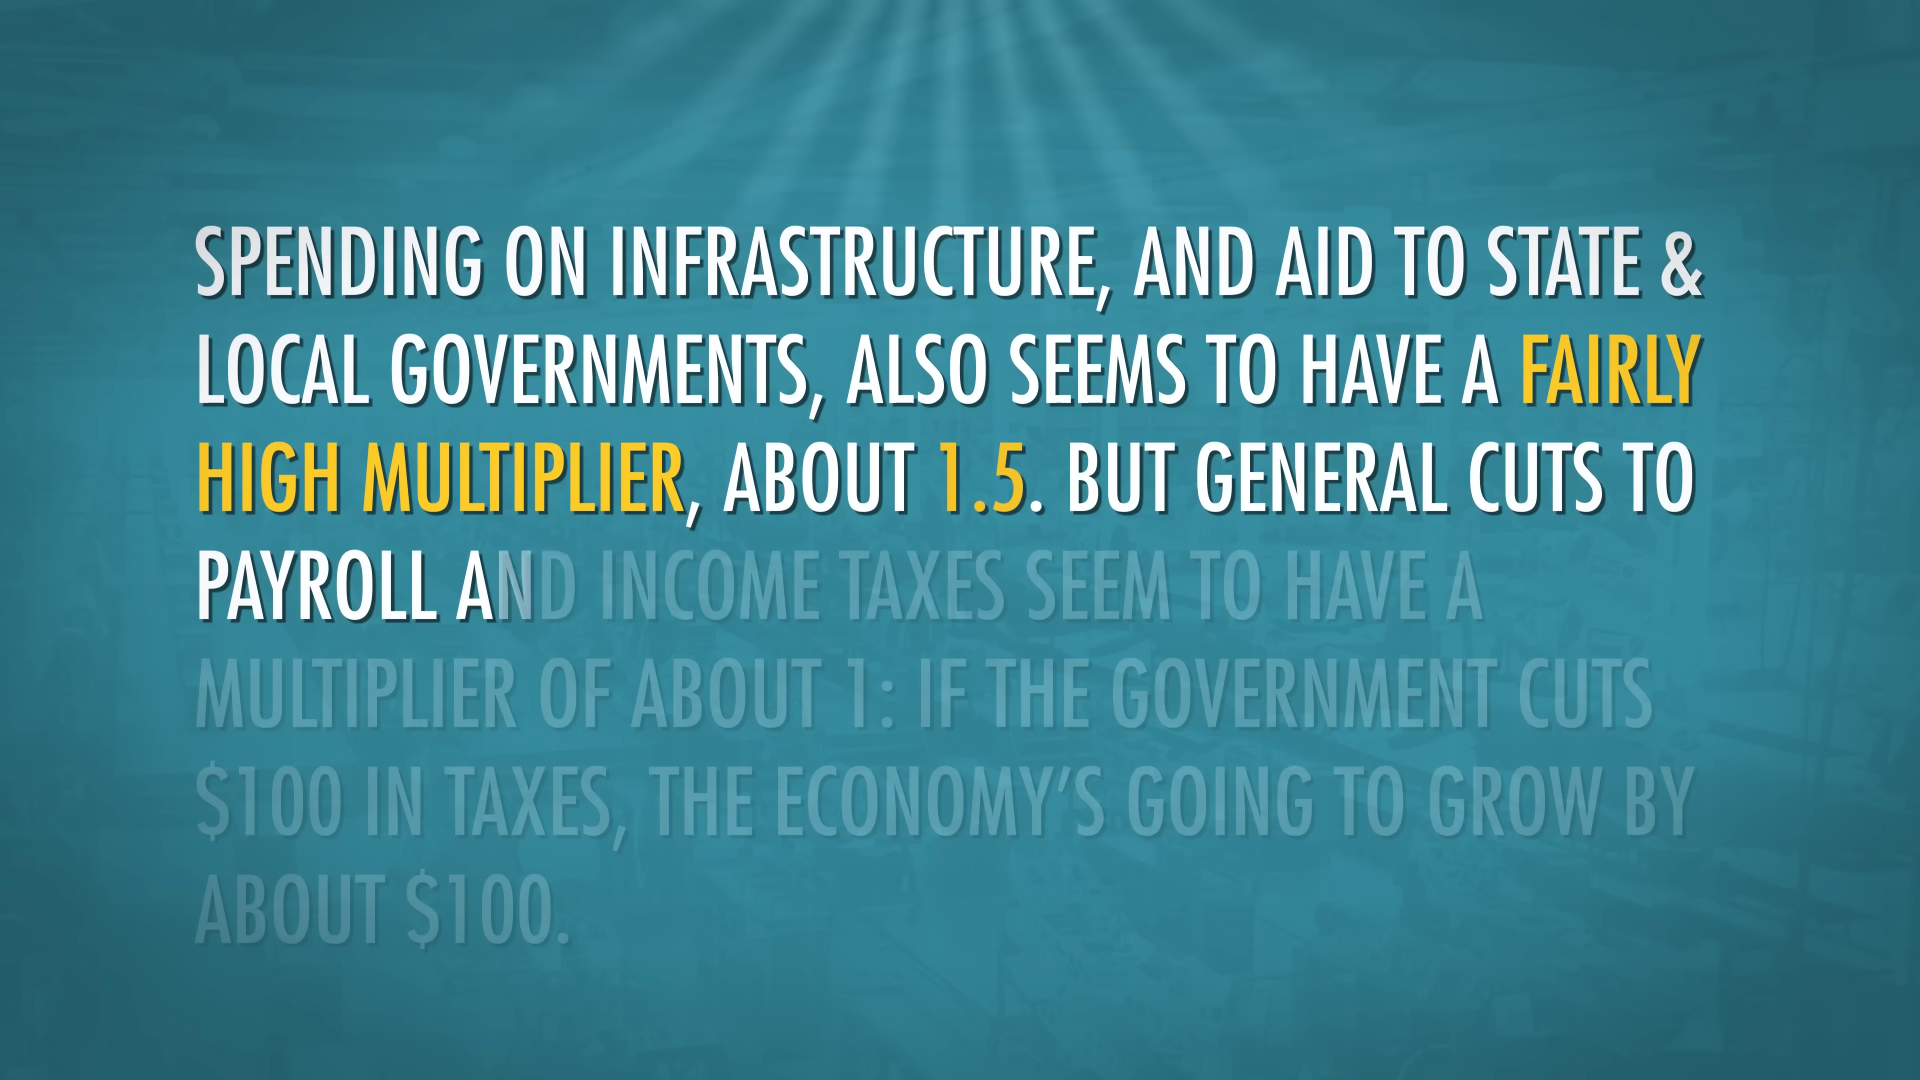 SPENDING ON INFRASTRUCTURE, AND AID TO STATE &
LOCAL GOVERNMENTS, ALSO SEEMS TO HAVE A FAIRLY
HIGH MULTIPLIER, ABOUT 1.5. BUT GENERAL CUTS TO
PAYROLL AND INCOME TAXES SEEM TO HAVE A
MULTIPLIER OF ABOUT 1: IF THE GOVERNMENT CUTS
$100 IN TAXES, THE ECONOMY’S GOING TO GROW BY
ABOUT $100.